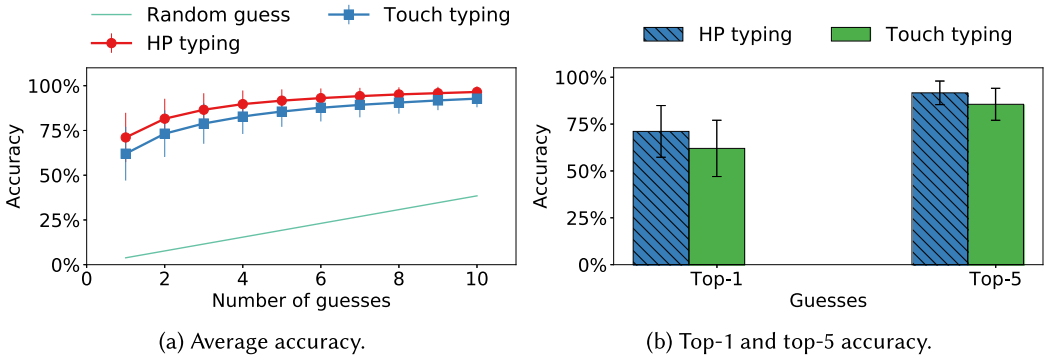 Random guess
Touch typing
HP typing
100%
75%
50%
25%
0%
Accuracy
0 2 4 6 8 10
Number of guesses
(a) Average accuracy.
HP typing
Touch typing
100%
75%
50%
25%
0%
Accuracy
Top-1 Top-5
Guesses
(b) Top-1 and top-5 accuracy.